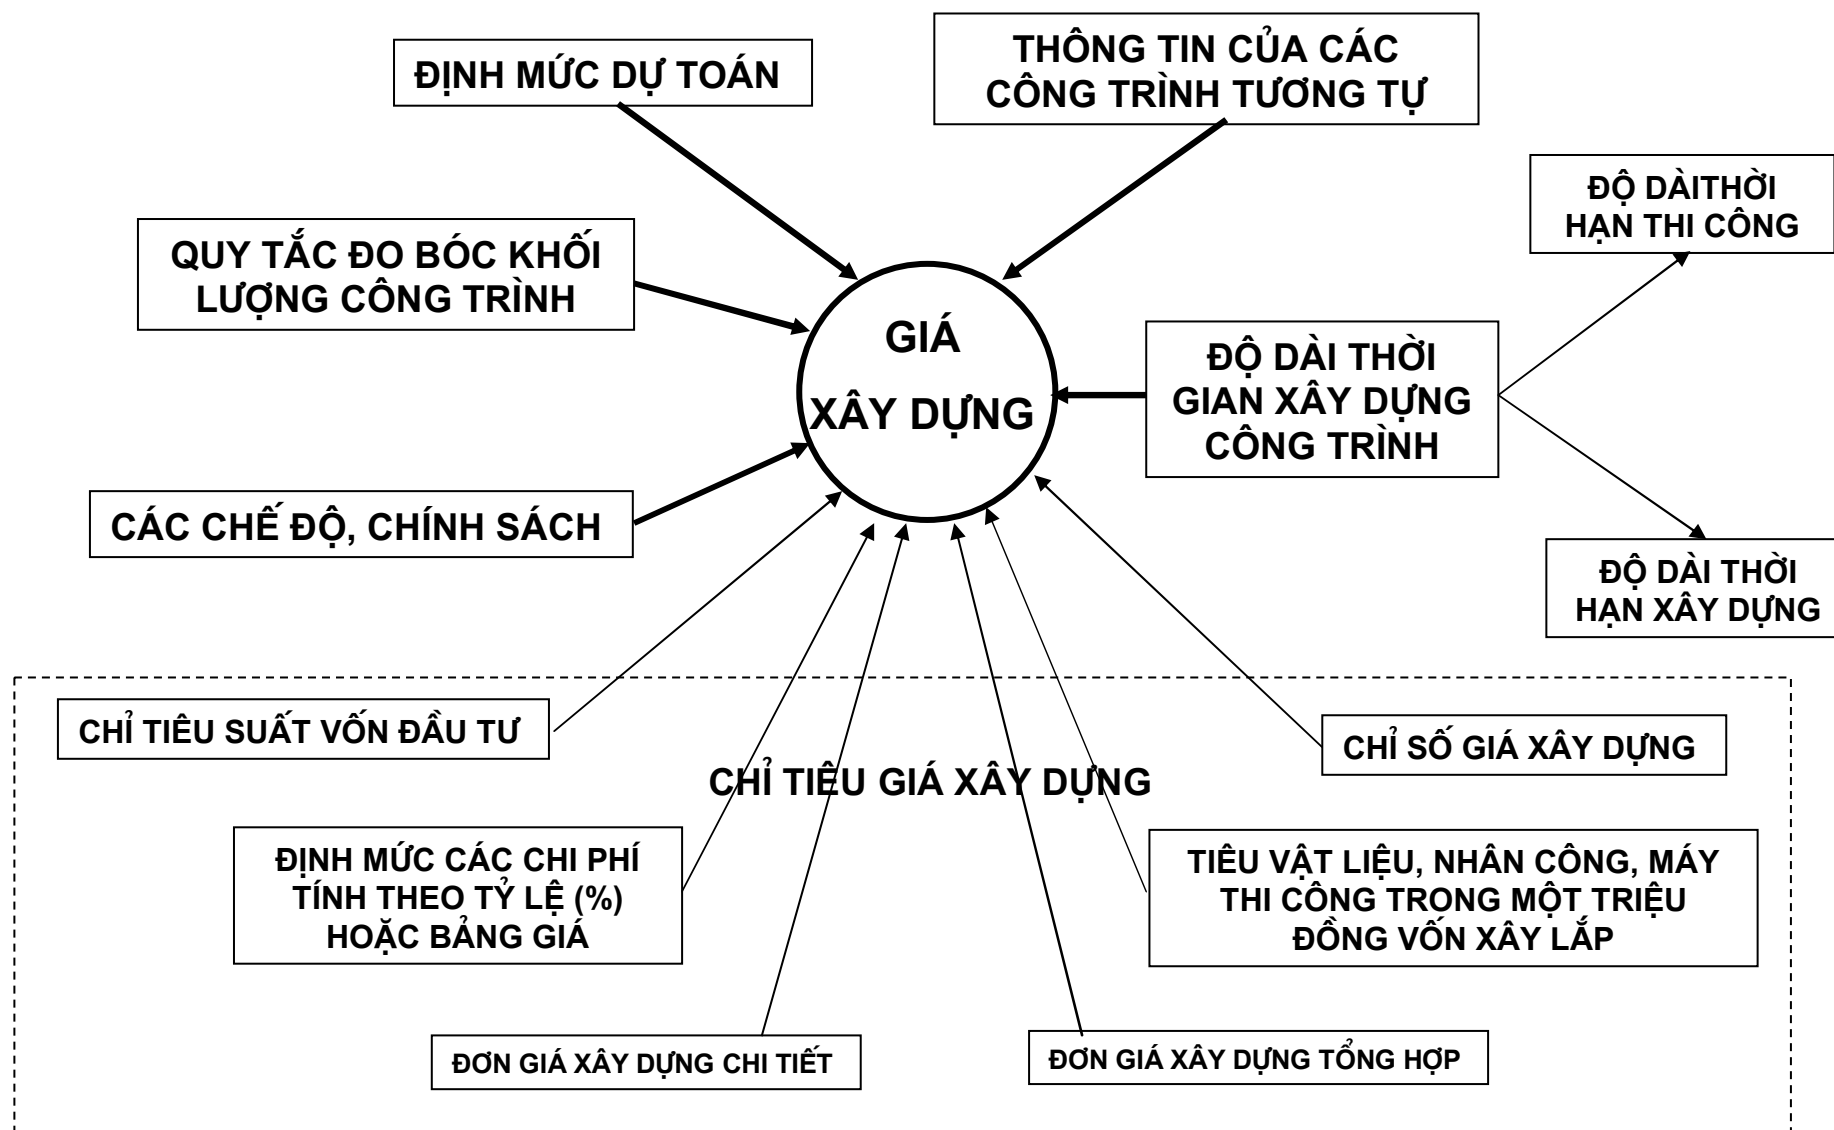 ĐỊNH MỨC DỰ TOÁN
THÔNG TIN CỦA CÁC
CÔNG TRÌNH TƯƠNG TỰ
ĐỘ DÀITHỜI
HẠN THI CÔNG
QUY TẮC ĐO BÓC KHỐI
LƯỢNG CÔNG TRÌNH
GIÁ
XÂY DỰNG
ĐỘ DÀI THỜI
GIAN XÂY DỰNG
CÔNG TRÌNH
CÁC CHẾ ĐỘ, CHÍNH SÁCH
ĐỘ DÀI THỜI
HẠN XÂY DỰNG
CHỈ TIÊU SUẤT VỐN ĐẦU TƯ
CHỈ SỐ GIÁ XÂY DỰNG
CHỈ TIÊU GIÁ XÂY DỰNG
ĐỊNH MỨC CÁC CHI PHÍ
TÍNH THEO TỶ LỆ (%)
HOẶC BẢNG GIÁ
TIÊU VẬT LIỆU, NHÂN CÔNG, MÁY
THI CÔNG TRONG MỘT TRIỆU
ĐỒNG VỐN XÂY LẮP
ĐƠN GIÁ XÂY DỰNG CHI TIẾT
ĐƠN GIÁ XÂY DỰNG TỔNG HỢP